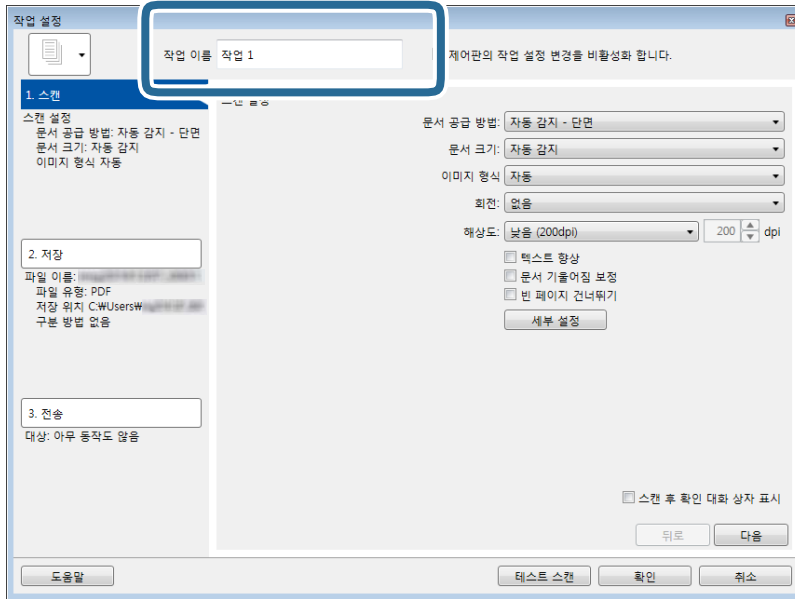 작업 설정
작업 이름 작업 1
제어판의 작업 설정 변경을 비활성화 합니다.
1. 스캔
스캔 설정
문서 공급 방법: 자동 감지 - 단면
문서 크기: 자동 감지
이미지 형식 자동
2. 저장
파일 이름:
파일 유형: PDF
저장 위치 C:₩Users₩
구분 방법 없음
3. 전송
대상: 아무 동작도 않음
스캔 설정
문서 공급 방법: 자동 감지 - 단면
문서 크기: 자동 감지
이미지 형식 자동
회전: 없음
해상도: 낮음 (200dpi) 200 dpi
텍스트 향상
문서 기울어짐 보정
빈 페이지 건너뛰기
세부 설정
스캔 후 확인 대화 상자 표시
뒤로 다음
도움말 테스트 스캔 확인 취소